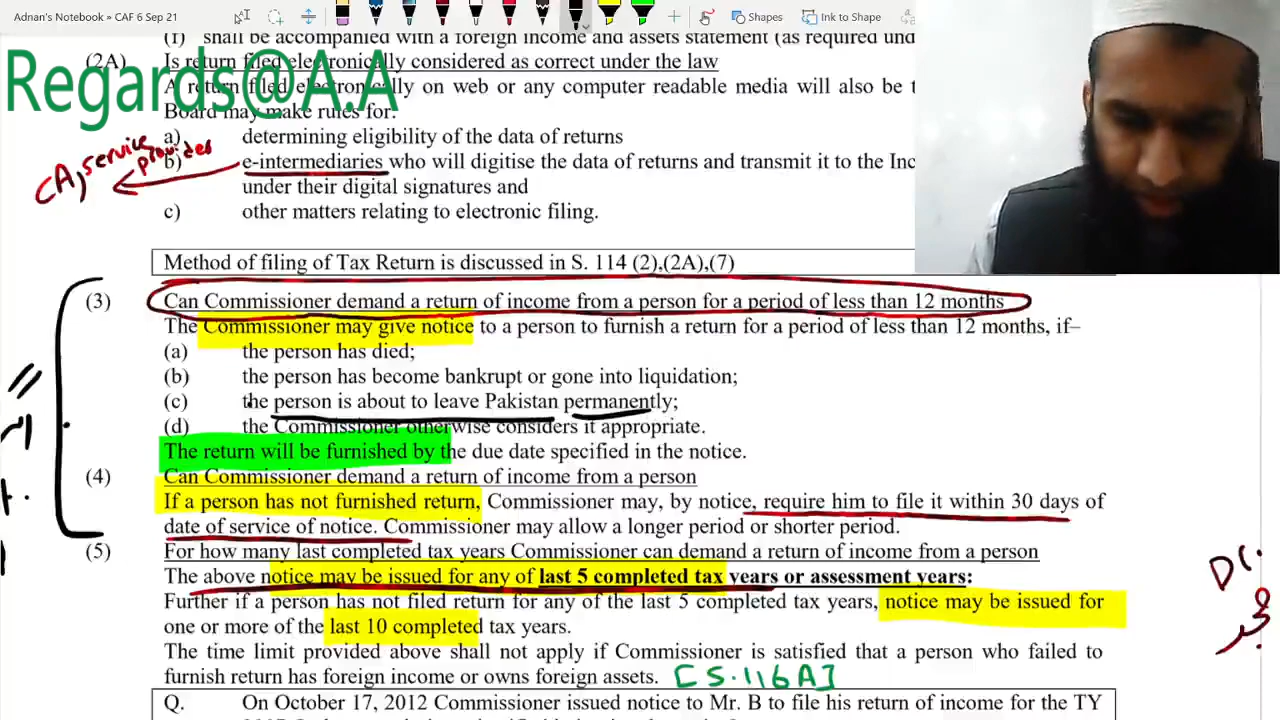 Adnan's Notebook » CAF 6 Sep 21
Shapes
Ink to Shape
(f) shall be accompanied with a foreign income and assets statement (as required und
(2A) Is return filed electronically considered as correct under the law
Regards@A.A
A return filed electronically on web or any computer readable media will also be t
Board may make rules for:
a) determining eligibility of the data of returns
CA, service provides
b) e-intermediaries who will digitise the data of returns and transmit it to the Inc
under their digital signatures and
c) other matters relating to electronic filing.
Method of filing of Tax Return is discussed in S. 114 (2),(2A),(7)
(3) Can Commissioner demand a return of income from a person for a period of less than 12 months
The Commissioner may give notice to a person to furnish a return for a period of less than 12 months, if–
(a) the person has died;
(b) the person has become bankrupt or gone into liquidation;
(c) the person is about to leave Pakistan permanently;
(d) the Commissioner otherwise considers it appropriate.
The return will be furnished by the due date specified in the notice.
(4) Can Commissioner demand a return of income from a person
If a person has not furnished return, Commissioner may, by notice, require him to file it within 30 days of
date of service of notice. Commissioner may allow a longer period or shorter period.
(5) For how many last completed tax years Commissioner can demand a return of income from a person
The above notice may be issued for any of last 5 completed tax years or assessment years:
Further if a person has not filed return for any of the last 5 completed tax years, notice may be issued for
one or more of the last 10 completed tax years.
The time limit provided above shall not apply if Commissioner is satisfied that a person who failed to
furnish return has foreign income or owns foreign assets. [S.116A]
Q. On October 17, 2012 Commissioner issued notice to Mr. B to file his return of income for the TY